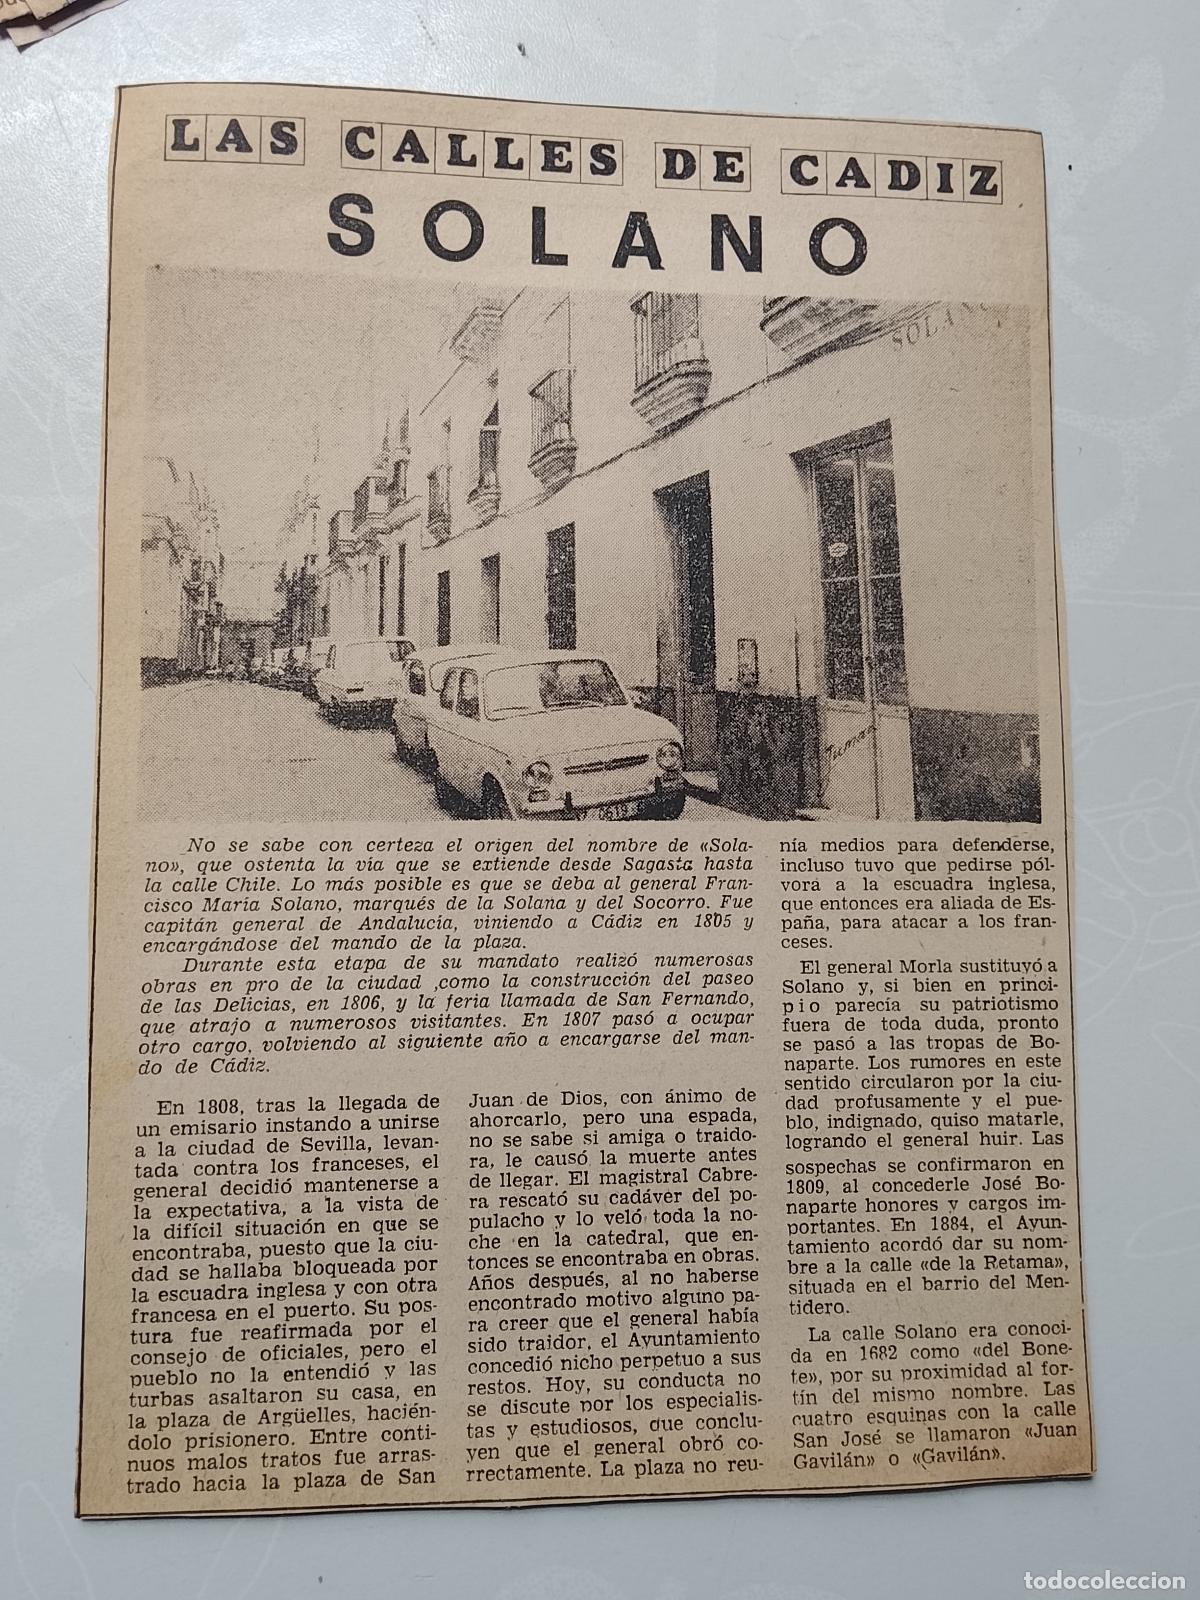 LAS CALLES DE CADIZ
SOLANO
SOLANO
Tuman
0619
No se sabe con certeza el origen del nombre de «Sola-
no», que ostenta la vía que se extiende desde Sagasta hasta
la calle Chile. Lo más posible es que se deba al general Fran-
cisco María Solano, marqués de la Solana y del Socorro. Fue
capitán general de Andalucía, viniendo a Cádiz en 1805 y
encargándose del mando de la plaza.
Durante esta etapa de su mandato realizó numerosas
obras en pro de la ciudad ,como la construcción del paseo
de las Delicias, en 1806, y la feria llamada de San Fernando,
que atrajo a numerosos visitantes. En 1807 pasó a ocupar
otro cargo, volviendo al siguiente año a encargarse del man-
do de Cádiz.
En 1808, tras la llegada de
un emisario instando a unirse
a la ciudad de Sevilla, levan-
tada contra los franceses, el
general decidió mantenerse a
la expectativa, a la vista de
la difícil situación en que se
encontraba, puesto que la ciu-
dad se hallaba bloqueada por
la escuadra inglesa y con otra
francesa en el puerto. Su pos-
tura fue reafirmada por el
consejo de oficiales, pero el
pueblo no la entendió y las
turbas asaltaron su casa, en
la plaza de Argüelles, hacién-
dolo prisionero. Entre conti-
nuos malos tratos fue arras-
trado hacia la plaza de San
Juan de Dios, con ánimo de
ahorcarlo, pero una espada,
no se sabe si amiga o traido-
ra, le causó la muerte antes
de llegar. El magistral Cabre-
ra rescató su cadáver del po-
pulacho y lo veló toda la no-
che en la catedral, que en-
tonces se encontraba en obras.
Años después, al no haberse
encontrado motivo alguno pa-
ra creer que el general había
sido traidor, el Ayuntamiento
concedió nicho perpetuo a sus
restos. Hoy, su conducta no
se discute por los especialis-
tas y estudiosos, que conclu-
yen que el general obró co-
rrectamente. La plaza no reu-
nía medios para defenderse,
incluso tuvo que pedirse pól-
vora a la escuadra inglesa,
que entonces era aliada de Es-
paña, para atacar a los fran-
ceses.
El general Morla sustituyó a
Solano y, si bien en princi-
pio parecía su patriotismo
fuera de toda duda, pronto
se pasó a las tropas de Bo-
naparte. Los rumores en este
sentido circularon por la ciu-
dad profusamente y el pue-
blo, indignado, quiso matarle,
logrando el general huir. Las
sospechas se confirmaron en
1809, al concederle José Bo-
naparte honores y cargos im-
portantes. En 1884, el Ayun-
tamiento acordó dar su nom-
bre a la calle «de la Retama»,
situada en el barrio del Men-
tidero.
La calle Solano era conoci-
da en 1682 como «del Bone-
te», por su proximidad al for-
tín del mismo nombre. Las
cuatro esquinas con la calle
San José se llamaron «Juan
Gavilán» o «Gavilán».
todocoleccion